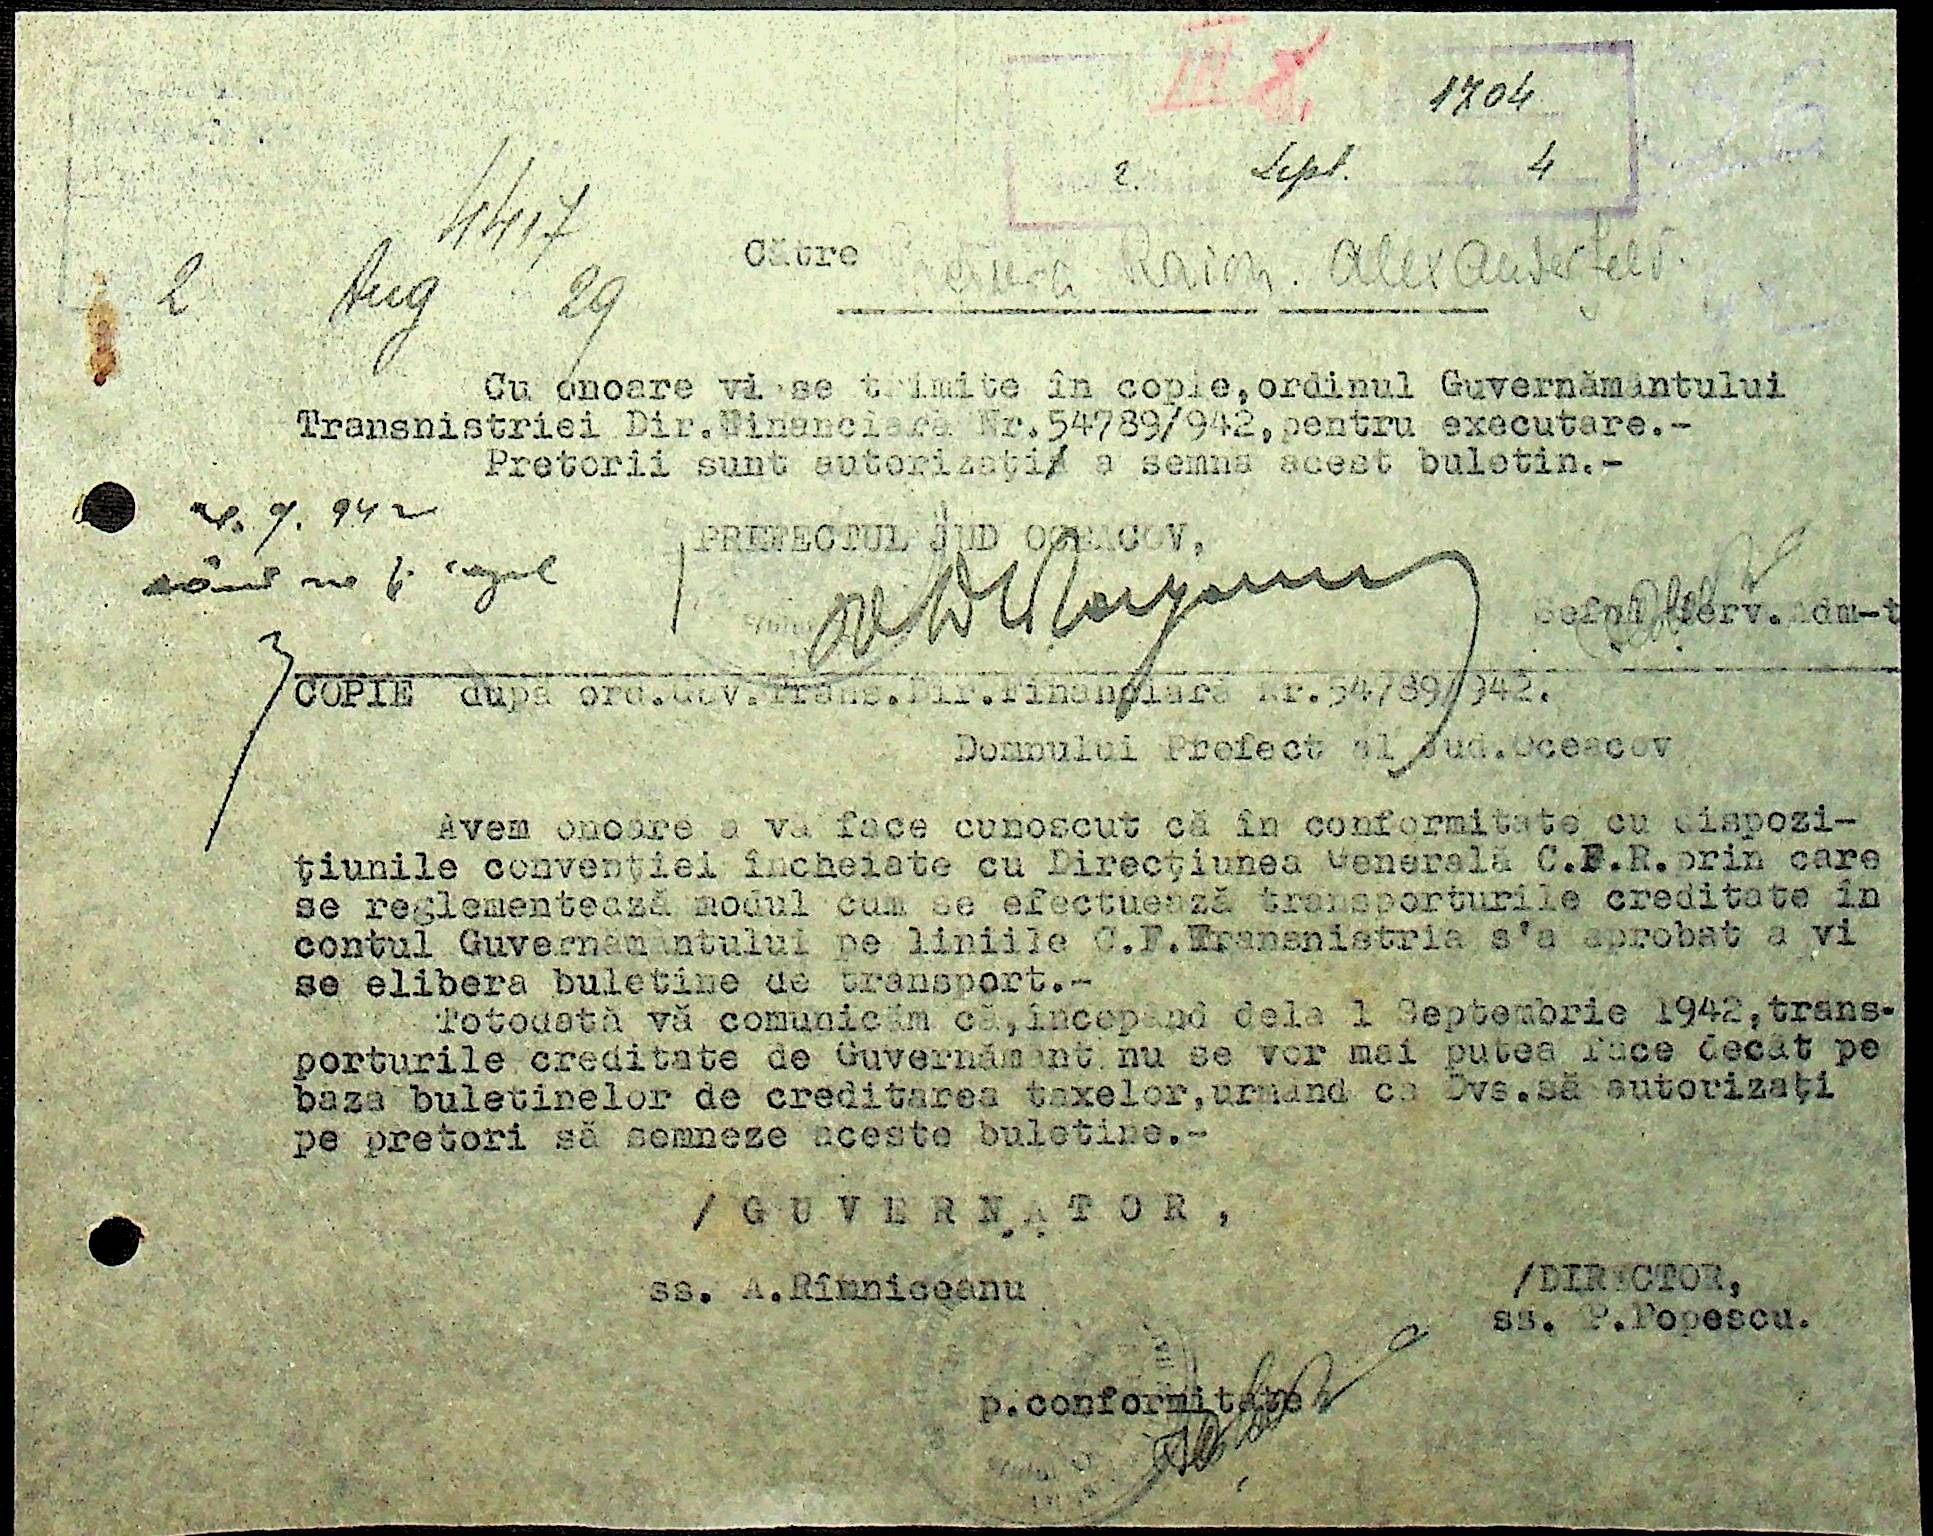 III
1704
2. Sept. 4
4417
2 Aug 29
Către Raion. Alexanderfeld.
Cu onoare vi se trimite în copie,ordinul Guvernământului
Transnistriei Dir.Financiară Nr.54789/942,pentru executare.-
Pretorii sunt autorizați a semna acest buletin.-
942
PREFECTUL JUD OCEACOV,
Șeful Serv.Adm-t
COPIE după ord.Guv.Trans.Dir.Financiară Nr.54789/942.
Domnului Prefect al Jud.Oceacov
Avem onoare a vă face cunoscut că în conformitate cu dispozi-
țiunile convenției încheiate cu Direcțiunea Generală C.F.R.prin care
se reglementează modul cum se efectuează transporturile creditate în
contul Guvernământului pe liniile C.F.Transnistria s'a aprobat a vi
se elibera buletine de transport.-
Totodată vă comunicăm că,începând dela 1 Septembrie 1942,trans-
porturile creditate de Guvernământ nu se vor mai putea face decât pe
baza buletinelor de creditarea taxelor,urmând ca Dvs.să autorizați
pe pretori să semneze aceste buletine.-
/ G U V E R N A T O R ,
ss. A.Rîmniceanu
/DIRECTOR,
ss. P.Popescu.
p.conformitate